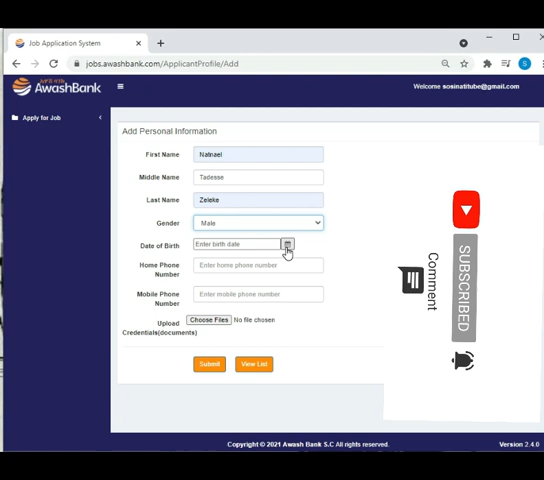 Job Application System
jobs.awashbank.com/ApplicantProfile/Add
S
AwashBank
Welcome sosinatitube@gmail.com
Apply for Job
Add Personal Information
First Name Natnael
Middle Name Tadesse
Last Name Zeleke
Gender Male
Date of Birth Enter birth date
Home Phone Number Enter home phone number
Mobile Phone Number Enter mobile phone number
Upload Credentials(documents) Choose Files No file chosen
Submit View List
Comment
SUBSCRIBED
Copyright © 2021 Awash Bank S.C All rights reserved. Version 2.4.0